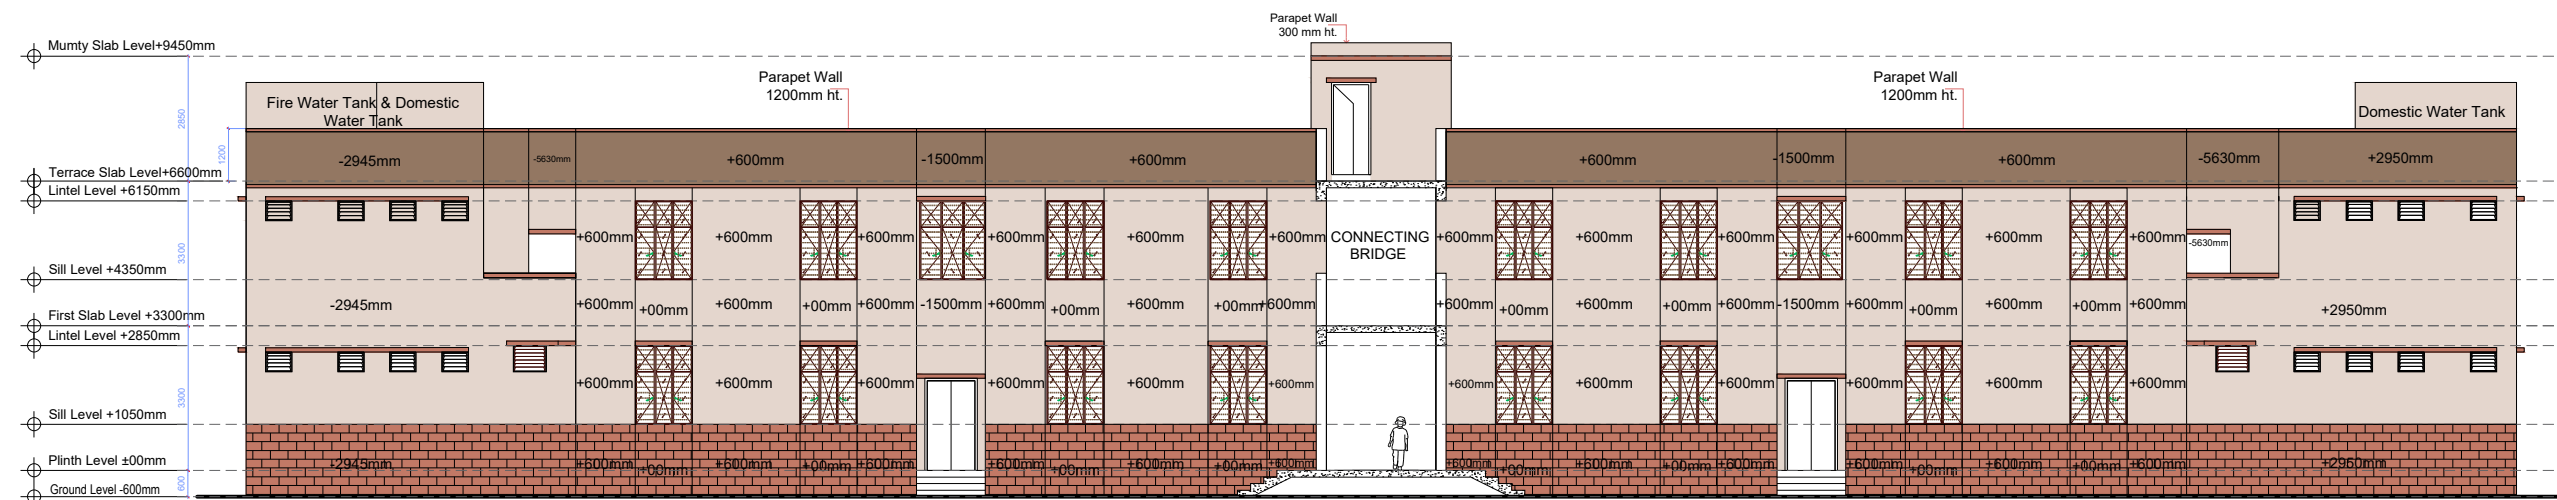 Parapet Wall
300 mm ht.
Mumty Slab Level+9450mm
Parapet Wall
1200mm ht.
Parapet Wall
1200mm ht.
Fire Water Tank & Domestic
Water Tank
Domestic Water Tank
2850
1200
-2945mm
-5630mm
+600mm
-1500mm
+600mm
+600mm
-1500mm
+600mm
-5630mm
+2950mm
Terrace Slab Level+6600mm
Lintel Level +6150mm
+600mm
+600mm
+600mm
+600mm
+600mm
+600mm
CONNECTING
BRIDGE
+600mm
+600mm
+600mm
+600mm
+600mm
+600mm
-5630mm
3300
Sill Level +4350mm
-2945mm
+600mm
+00mm
+600mm
+00mm
+600mm
-1500mm
+600mm
+00mm
+600mm
+00mm
+600mm
+600mm
+00mm
+600mm
+00mm
+600mm
-1500mm
+600mm
+00mm
+600mm
+00mm
+600mm
+2950mm
First Slab Level +3300mm
Lintel Level +2850mm
+600mm
+600mm
+600mm
+600mm
+600mm
+600mm
+600mm
+600mm
+600mm
+600mm
+600mm
+600mm
3300
Sill Level +1050mm
-2945mm
+600mm
+00mm
+600mm
+00mm
+600mm
+600mm
+00mm
+600mm
+00mm
+600mm
+600mm
+00mm
+600mm
+00mm
+600mm
+600mm
+00mm
+600mm
+00mm
+600mm
+2950mm
Plinth Level ±00mm
600
Ground Level -600mm